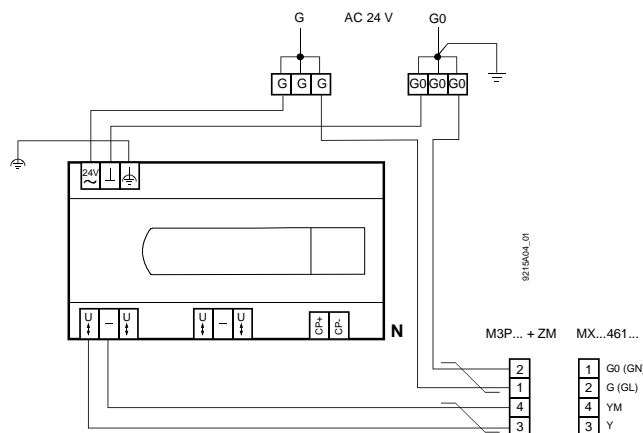 G AC 24 V G0
G G G G0 G0 G0
24V ~ ⊥
9215A04_01
U – U U – U CP+ CP- N
M3P... + ZM MX...461...
2 1 G0 (GN)
1 2 G (GL)
4 4 YM
3 3 Y